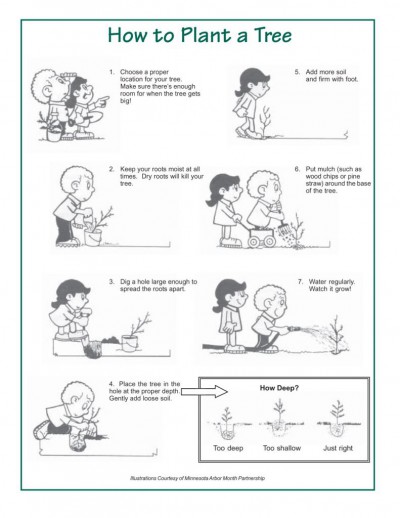 How to Plant a Tree
1. Choose a proper
location for your tree.
Make sure there's enough
room for when the tree gets
big!
2. Keep your roots moist at all
times. Dry roots will kill your
tree.
3. Dig a hole large enough to
spread the roots apart.
4. Place the tree in the
hole at the proper depth.
Gently add loose soil.
5. Add more soil
and firm with foot.
6. Put mulch (such as
wood chips or pine
straw) around the base
of the tree.
7. Water regularly.
Watch it grow!
How Deep?
Too deep Too shallow Just right
Illustrations Courtesy of Minnesota Arbor Month Partnership